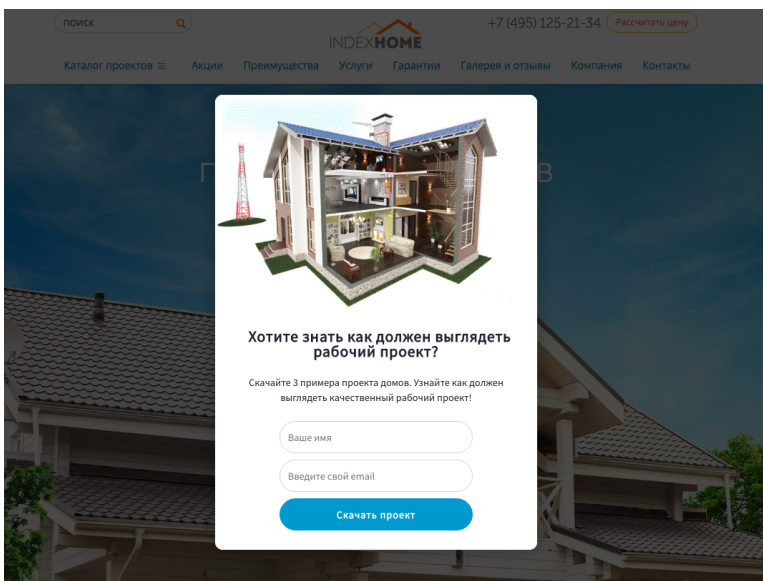 поиск
+7 (495) 125-21-34
Рассчитать цену
INDEXHOME
Каталог проектов
Акции
Преимущества
Услуги
Гарантии
Галерея и отзывы
Компания
Контакты
Хотите знать как должен выглядеть
рабочий проект?
Скачайте 3 примера проекта домов. Узнайте как должен
выглядеть качественный рабочий проект!
Ваше имя
Введите свой email
Скачать проект